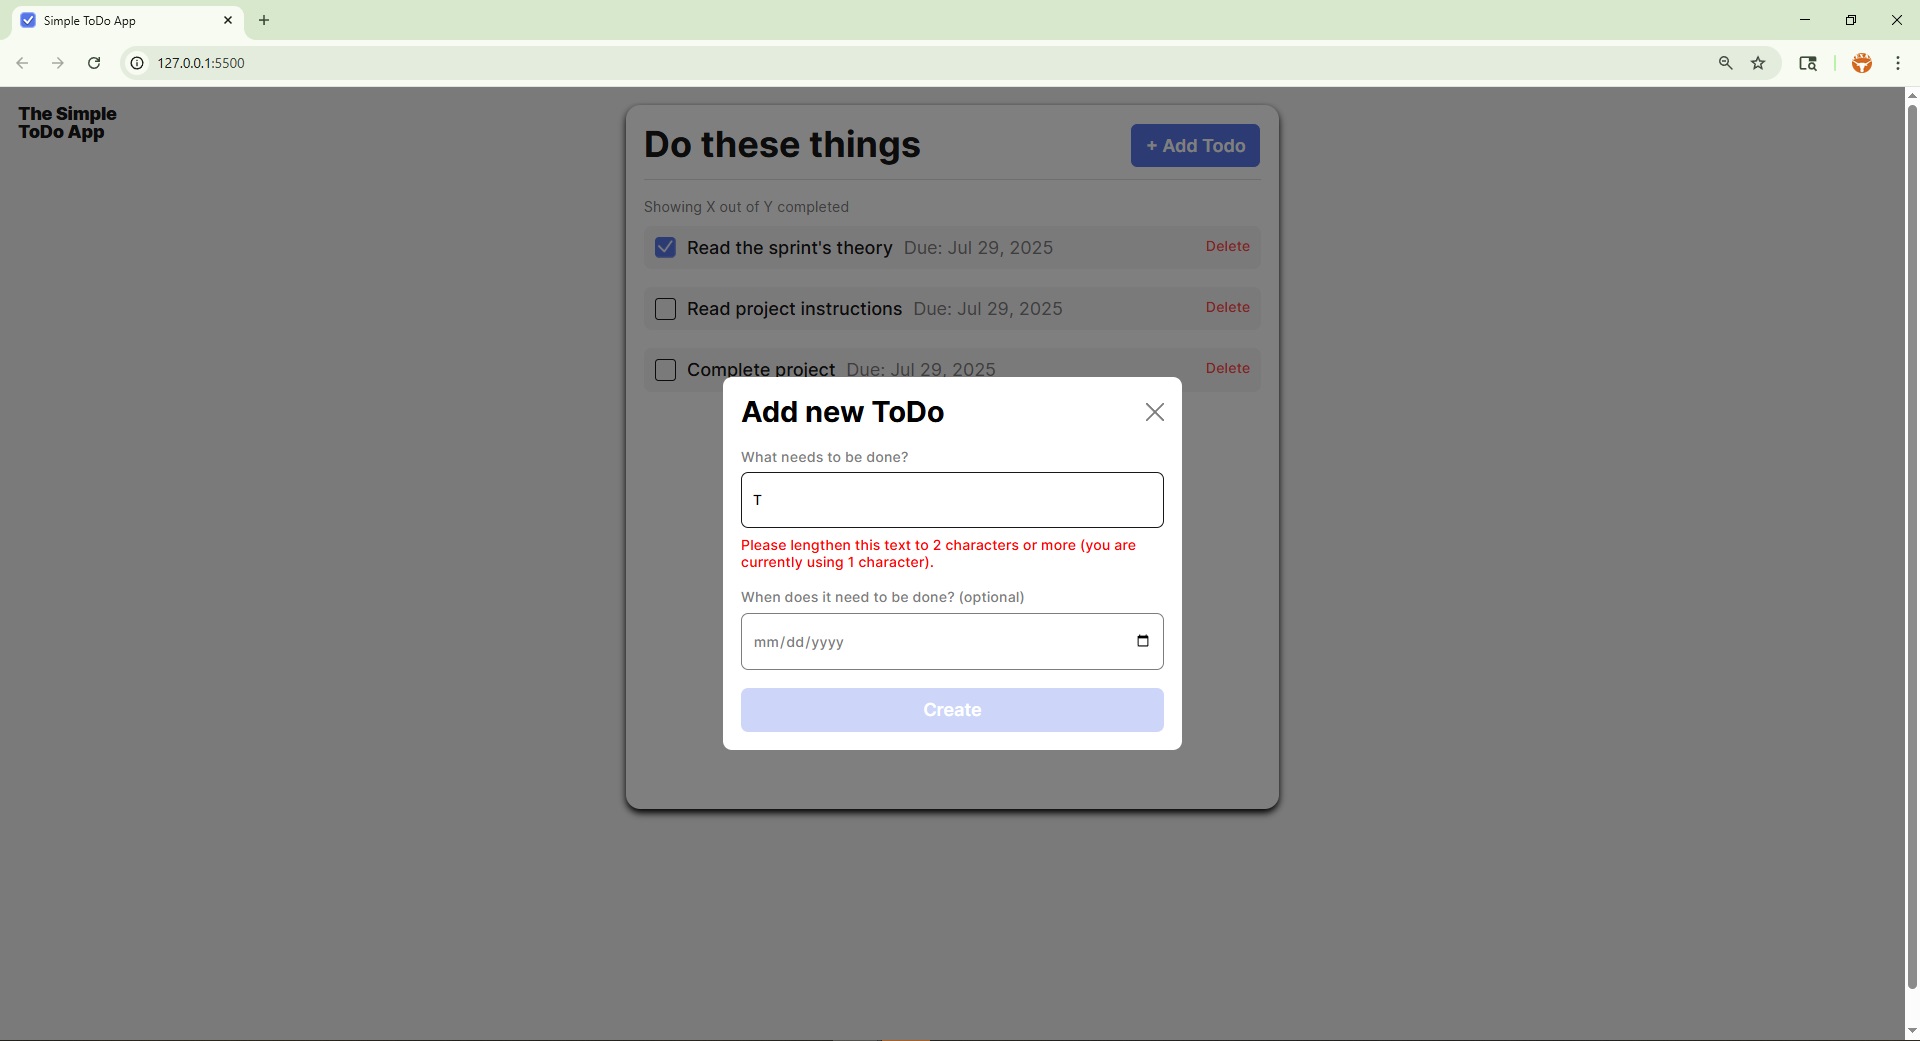 Simple ToDo App
127.0.0.1:5500
The Simple
ToDo App
Do these things
+ Add Todo
Showing X out of Y completed
Read the sprint's theory Due: Jul 29, 2025 Delete
Read project instructions Due: Jul 29, 2025 Delete
Complete project Due: Jul 29, 2025 Delete
Add new ToDo
What needs to be done?
T
Please lengthen this text to 2 characters or more (you are
currently using 1 character).
When does it need to be done? (optional)
mm/dd/yyyy
Create